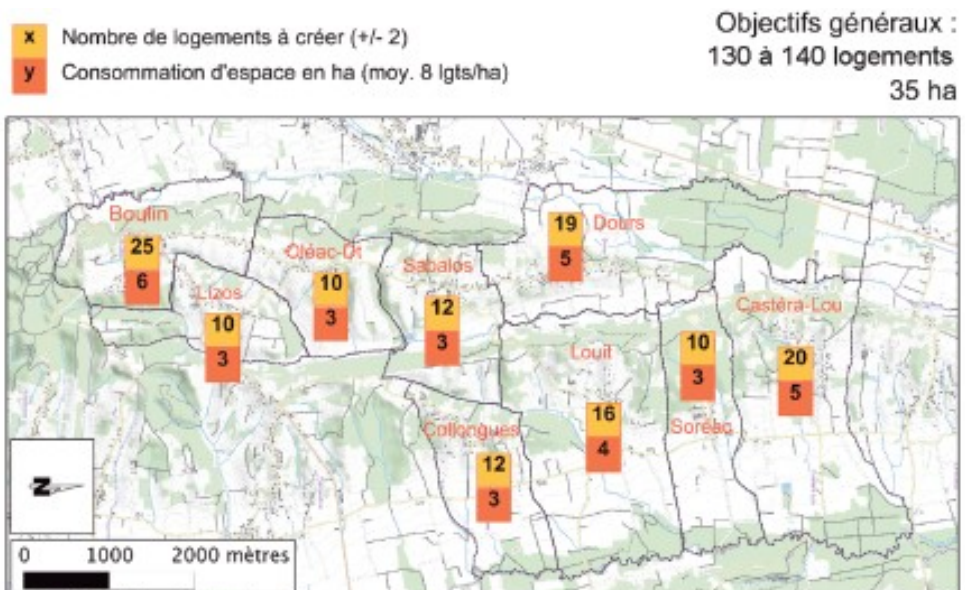 x Nombre de logements à créer (+/- 2)
y Consommation d'espace en ha (moy. 8 lgts/ha)
Objectifs généraux :
130 à 140 logements
35 ha
Boulin
25
6
Lizos
10
3
Oléac-Dt
10
3
Sabalos
12
3
Dours
19
5
Castéra-Lou
20
5
Louit
16
4
10
3
Soréac
Collongues
12
3
N
0 1000 2000 mètres